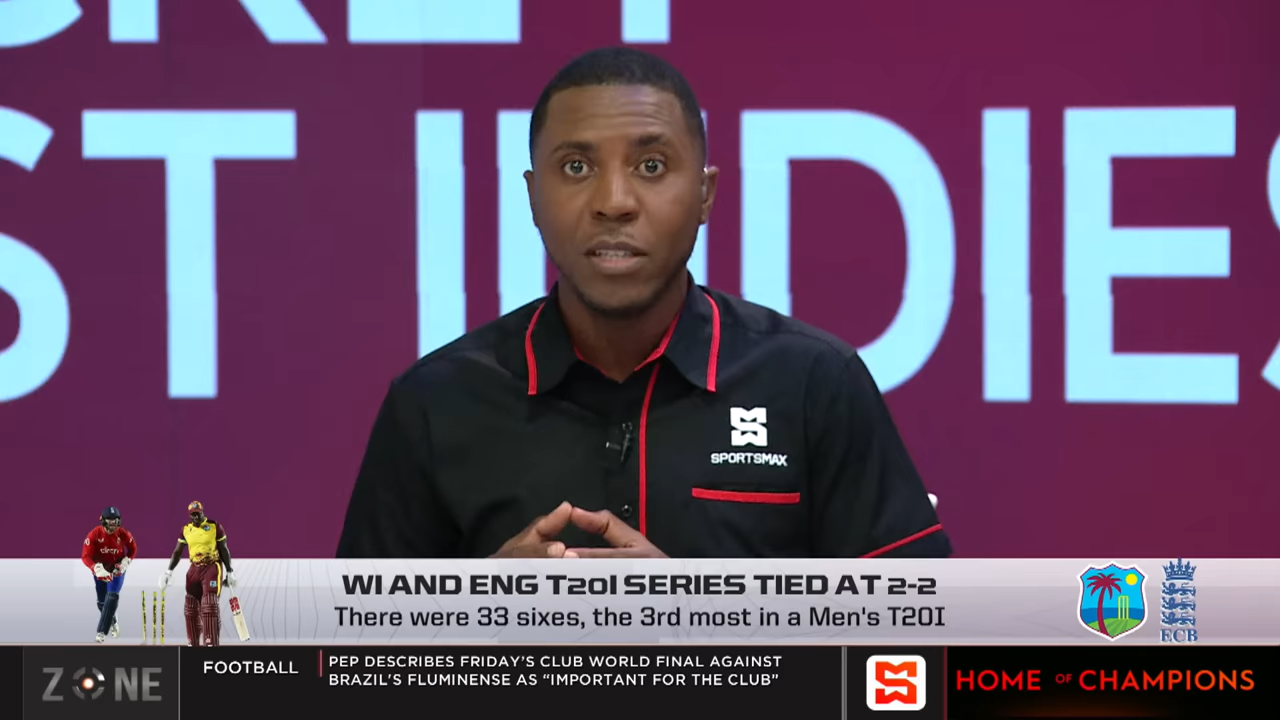 CKET
ST INDIES
SPORTSMAX
WI AND ENG T20I SERIES TIED AT 2-2
There were 33 sixes, the 3rd most in a Men's T20I
ECB
ZONE
FOOTBALL
PEP DESCRIBES FRIDAY'S CLUB WORLD FINAL AGAINST
BRAZIL'S FLUMINENSE AS “IMPORTANT FOR THE CLUB”
HOME OF CHAMPIONS